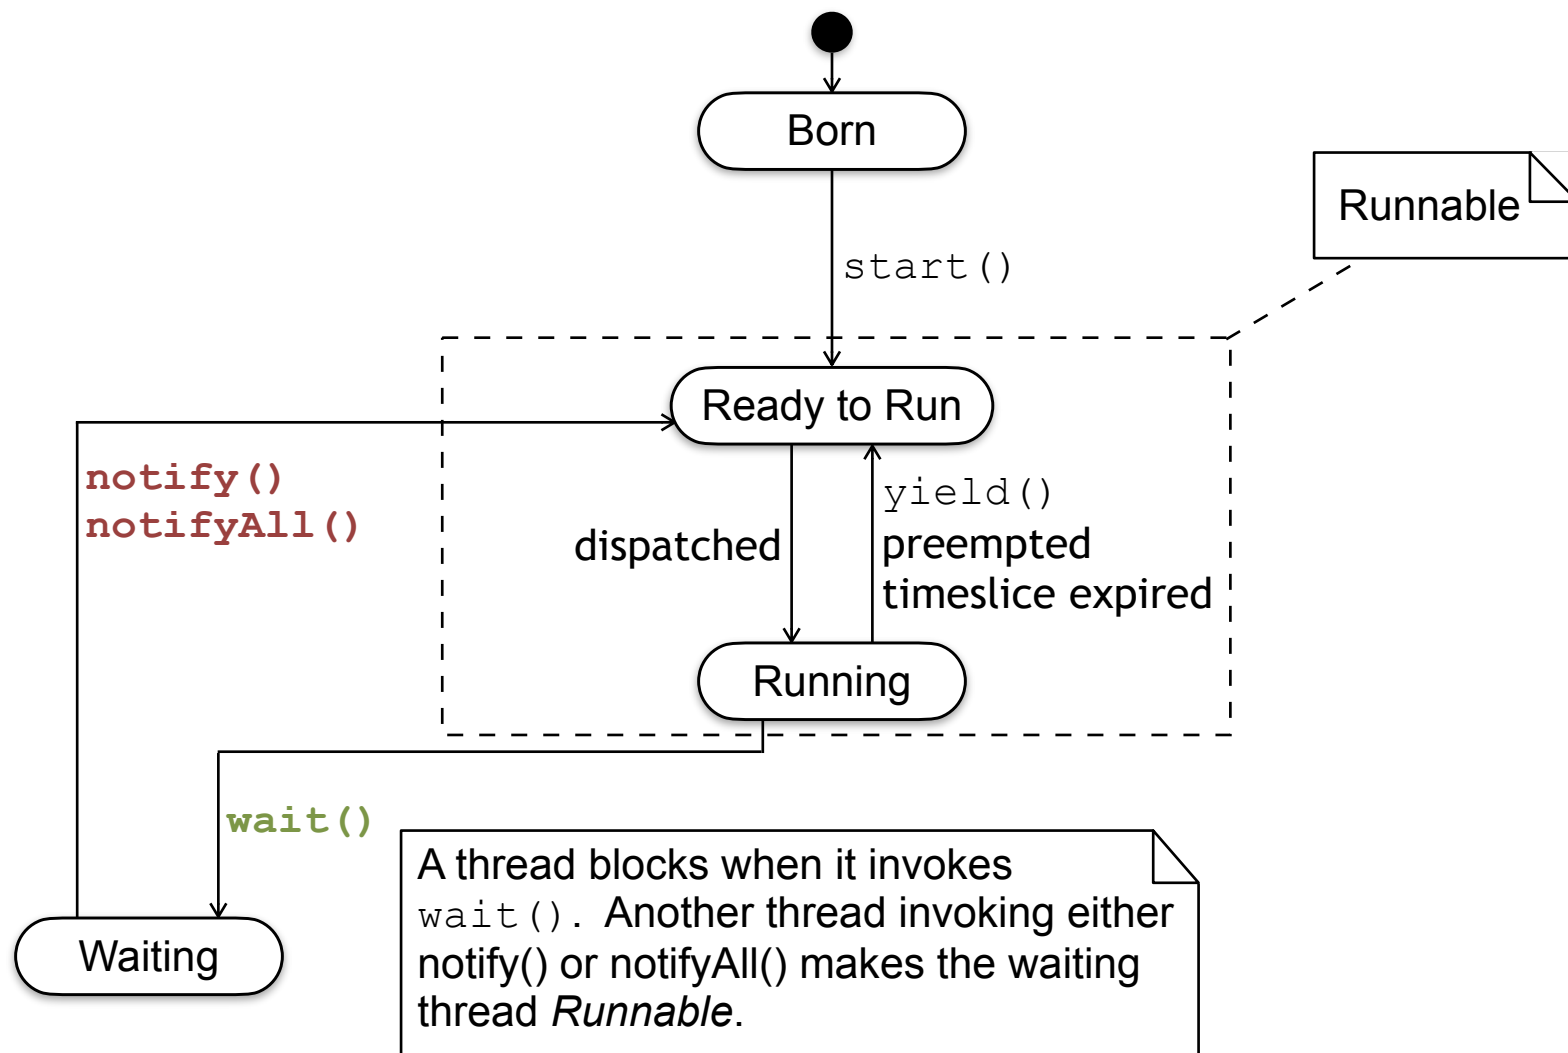 Born
Runnable
start()
Ready to Run
notify()
notifyAll()
yield()
dispatched
preempted
timeslice expired
Running
wait()
A thread blocks when it invokes
wait(). Another thread invoking either
notify() or notifyAll() makes the waiting
thread Runnable.
Waiting